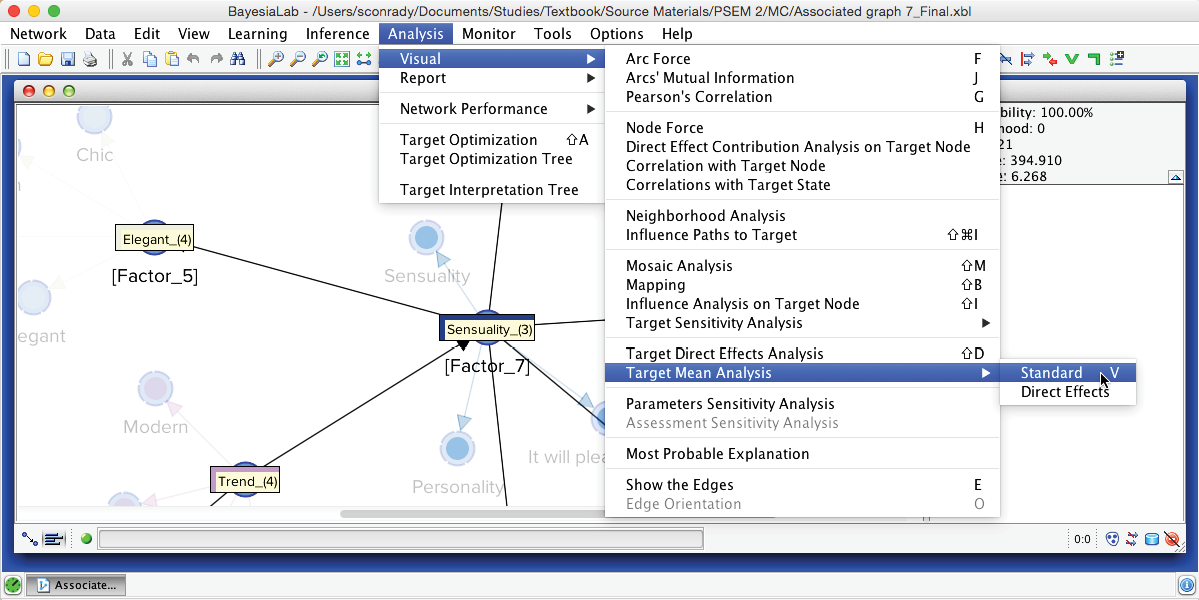 BayesiaLab - /Users/sconrady/Documents/Studies/Textbook/Source Materials/PSEM 2/MC/Associated graph 7_Final.xbl
Network Data Edit View Learning Inference Analysis Monitor Tools Options Help
Visual
Report
Network Performance
Target Optimization ⇧A
Target Optimization Tree
Target Interpretation Tree
Arc Force F
Arcs' Mutual Information J
Pearson's Correlation G
Node Force H
Direct Effect Contribution Analysis on Target Node
Correlation with Target Node
Correlations with Target State
Neighborhood Analysis
Influence Paths to Target ⇧⌘I
Mosaic Analysis ⇧M
Mapping ⇧B
Influence Analysis on Target Node ⇧I
Target Sensitivity Analysis
Target Direct Effects Analysis ⇧D
Target Mean Analysis
Parameters Sensitivity Analysis
Assessment Sensitivity Analysis
Most Probable Explanation
Show the Edges E
Edge Orientation O
Standard V
Direct Effects
bility: 100.00%
nood: 0
21
e: 394.910
e: 6.268
Chic
Elegant_(4)
[Factor_5]
egant
Sensuality
Sensuality_(3)
[Factor_7]
Modern
Trend_(4)
Personality
It will plea
0:0
Associate...